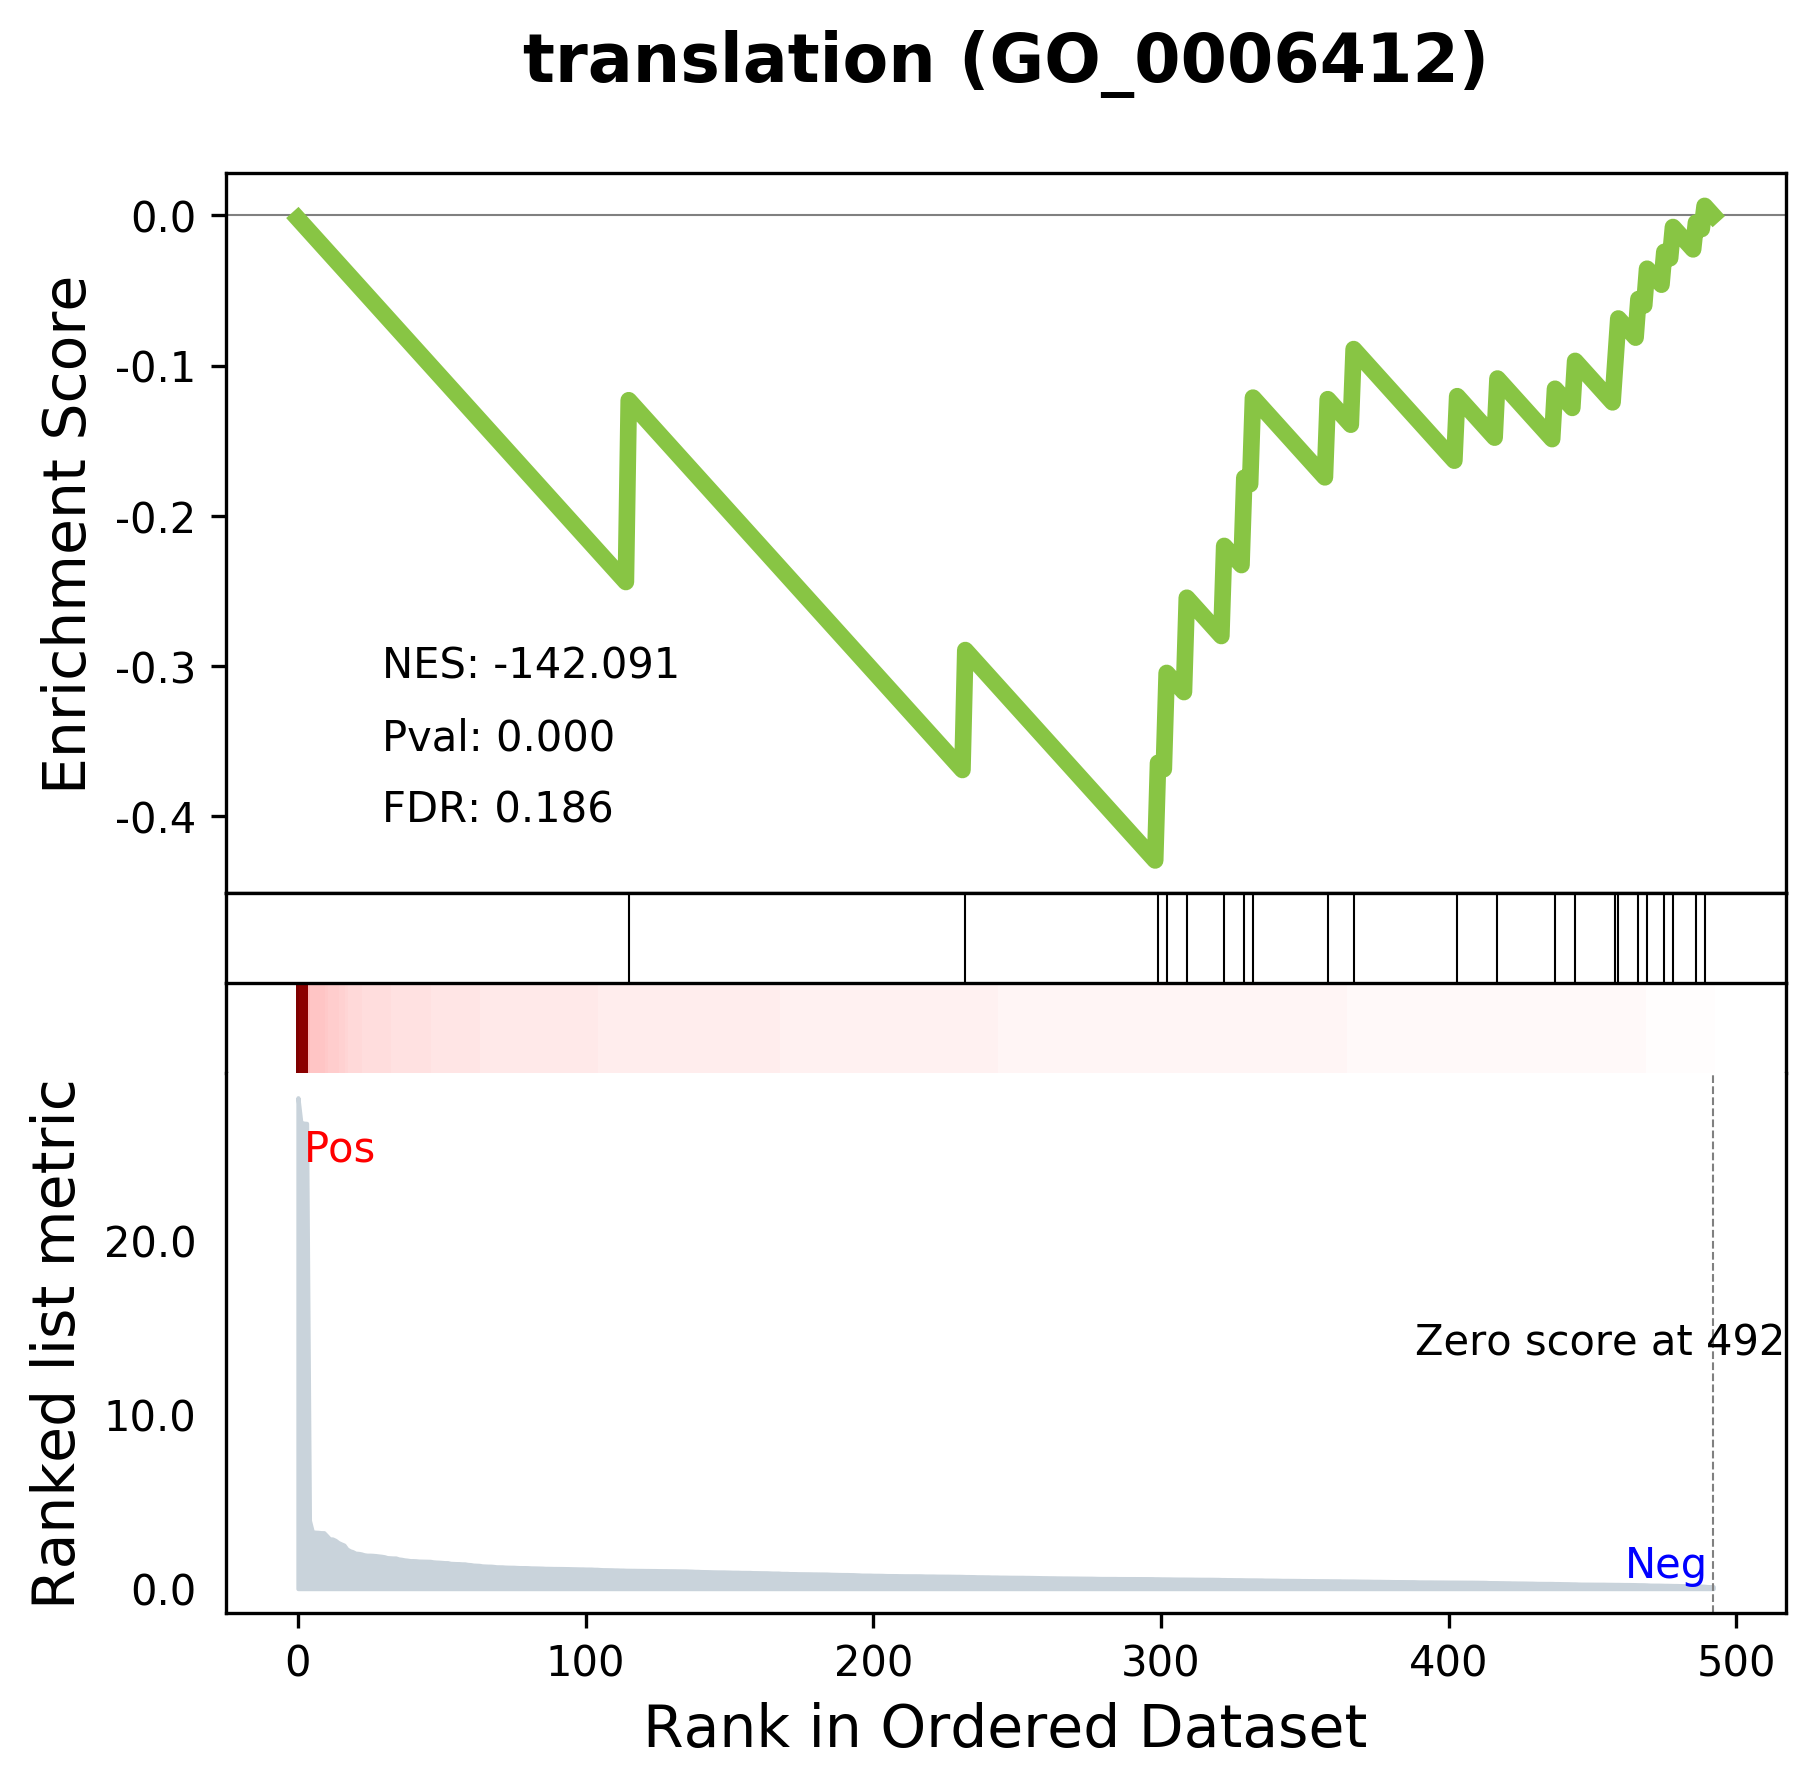 translation (GO_0006412)
Enrichment Score
0.0
-0.1
-0.2
-0.3
-0.4
NES: -142.091
Pval: 0.000
FDR: 0.186
Ranked list metric
Pos
20.0
10.0
0.0
Zero score at 492
Neg
0 100 200 300 400 500
Rank in Ordered Dataset